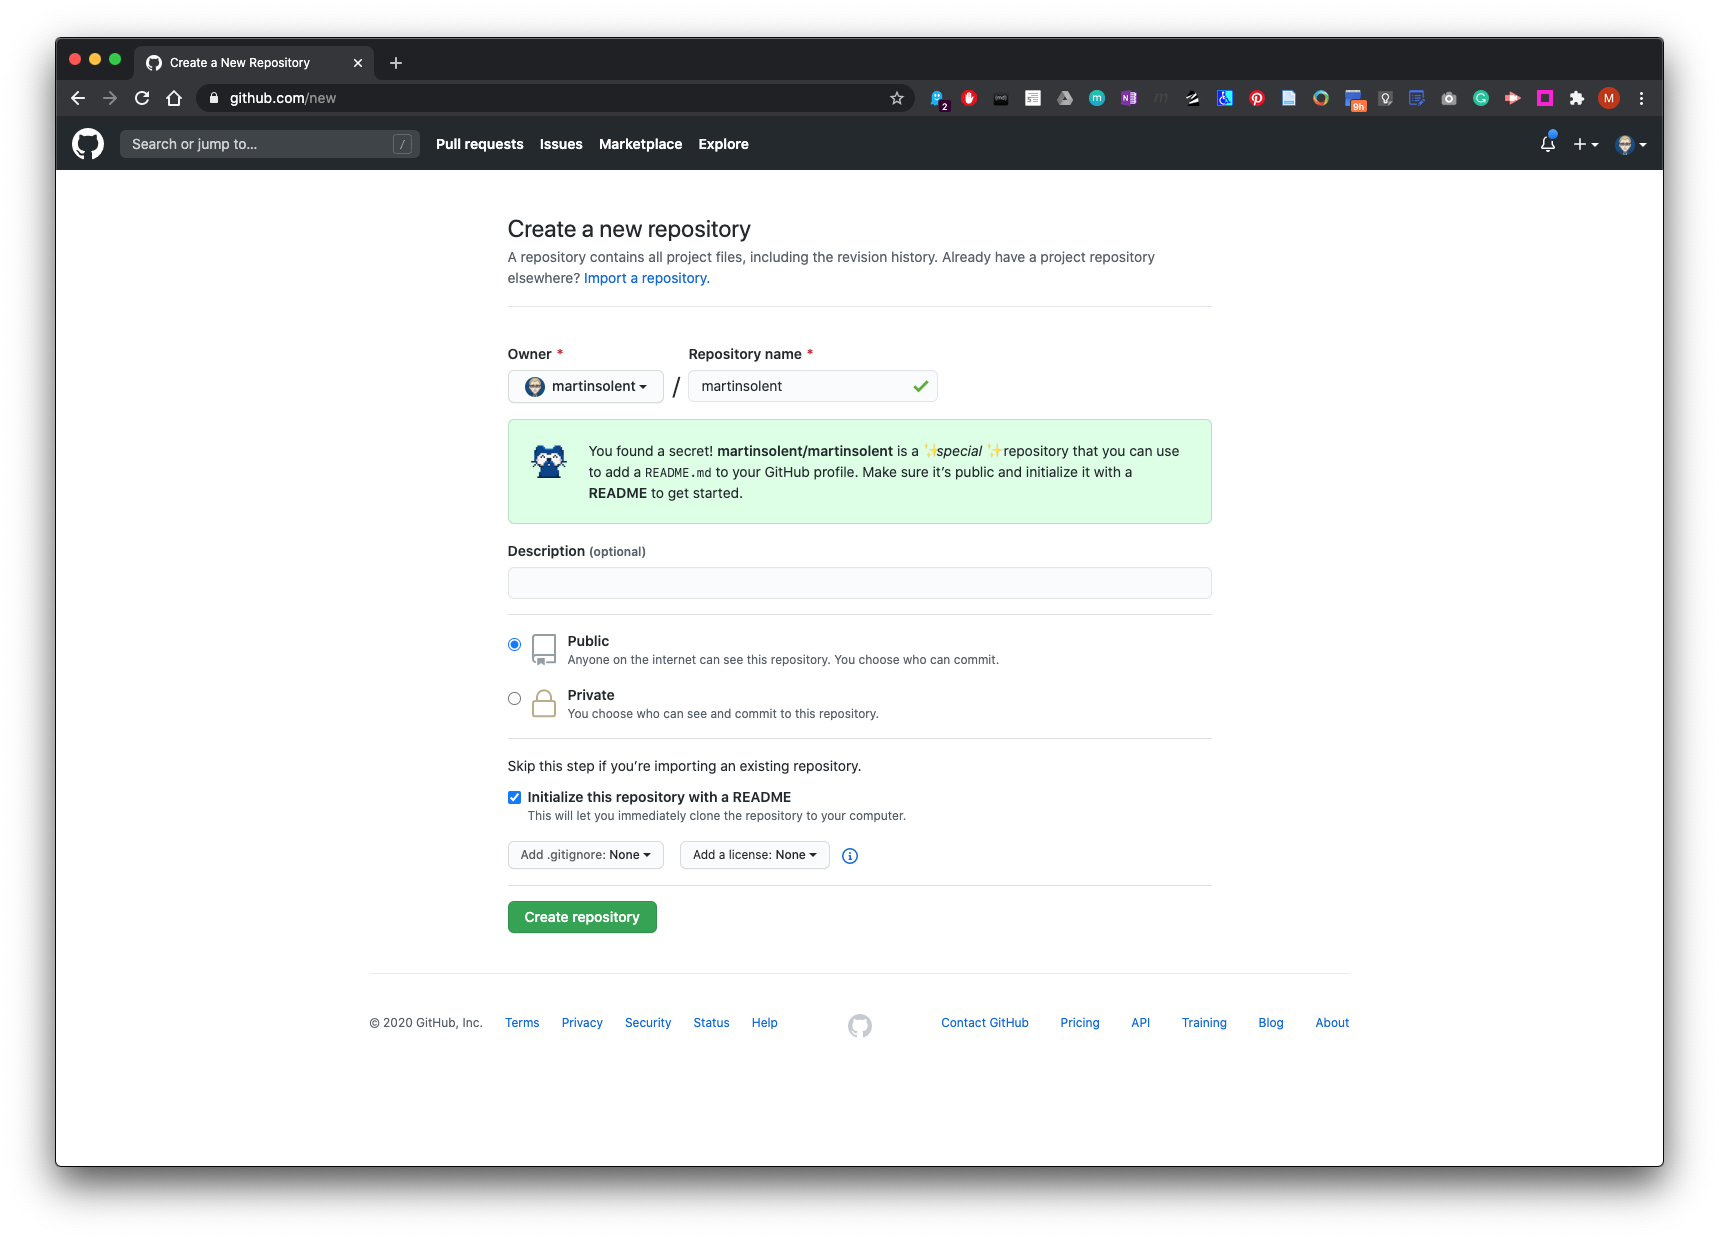 Create a New Repository
github.com/new
2
9h
M
Search or jump to...
/
Pull requests
Issues
Marketplace
Explore
Create a new repository
A repository contains all project files, including the revision history. Already have a project repository
elsewhere? Import a repository.
Owner *
Repository name *
martinsolent
/
martinsolent
You found a secret! martinsolent/martinsolent is a ✨special ✨repository that you can use
to add a README.md to your GitHub profile. Make sure it’s public and initialize it with a
README to get started.
Description (optional)
Public
Anyone on the internet can see this repository. You choose who can commit.
Private
You choose who can see and commit to this repository.
Skip this step if you’re importing an existing repository.
Initialize this repository with a README
This will let you immediately clone the repository to your computer.
Add .gitignore: None
Add a license: None
Create repository
© 2020 GitHub, Inc.
Terms
Privacy
Security
Status
Help
Contact GitHub
Pricing
API
Training
Blog
About